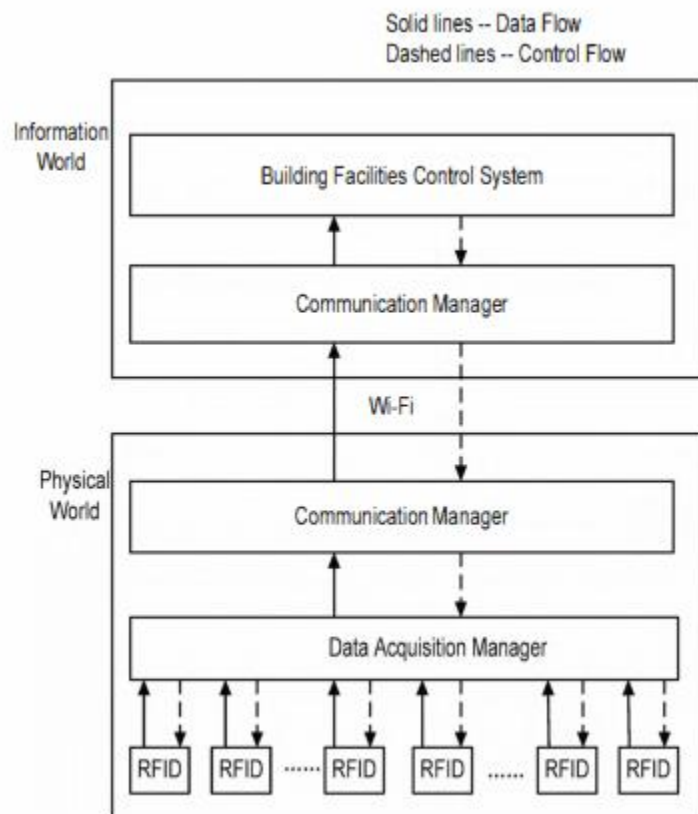 Solid lines -- Data Flow
Dashed lines -- Control Flow
Information
World
Building Facilities Control System
Communication Manager
Wi-Fi
Physical
World
Communication Manager
Data Acquisition Manager
RFID RFID ...... RFID RFID ...... RFID RFID